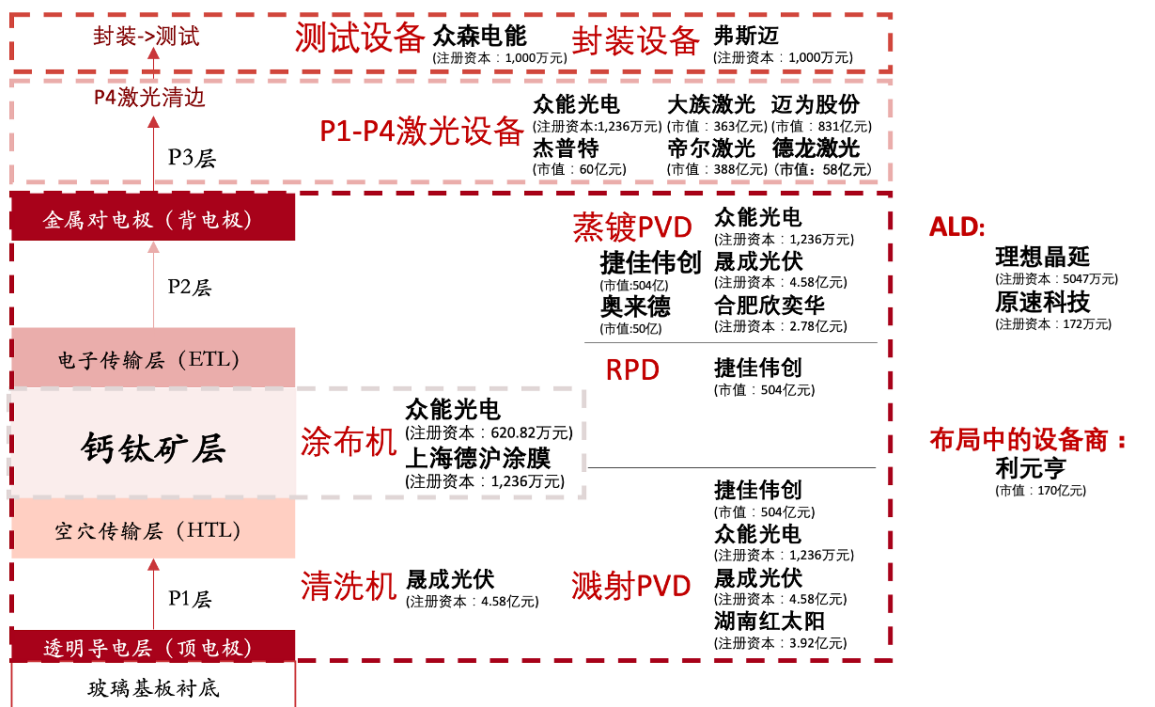 封装->测试
测试设备
众森电能
(注册资本：1,000万元)
封装设备
弗斯迈
(注册资本：1,000万元)
P4激光清边
P3层
P1-P4激光设备
众能光电
(注册资本:1,236万元)
大族激光
(市值：363亿元)
迈为股份
(市值：831亿元)
杰普特
(市值：60亿元)
帝尔激光
(市值：388亿元)
德龙激光
(市值：58亿元)
金属对电极（背电极）
P2层
电子传输层（ETL）
钙钛矿层
空穴传输层（HTL）
P1层
透明导电层（顶电极）
玻璃基板衬底
涂布机
众能光电
(注册资本：620.82万元)
上海德沪涂膜
(注册资本：1,236万元)
清洗机
晟成光伏
(注册资本：4.58亿元)
蒸镀PVD
众能光电
(注册资本：1,236万元)
捷佳伟创
(市值:504亿)
晟成光伏
(注册资本：4.58亿元)
奥来德
(市值:50亿)
合肥欣奕华
(注册资本：2.78亿元)
RPD
捷佳伟创
(市值：504亿元)
溅射PVD
捷佳伟创
(市值：504亿元)
众能光电
(注册资本：1,236万元)
晟成光伏
(注册资本：4.58亿元)
湖南红太阳
(注册资本：3.92亿元)
ALD:
理想晶延
(注册资本：5047万元)
原速科技
(注册资本：172万元)
布局中的设备商：
利元亨
(市值：170亿元)